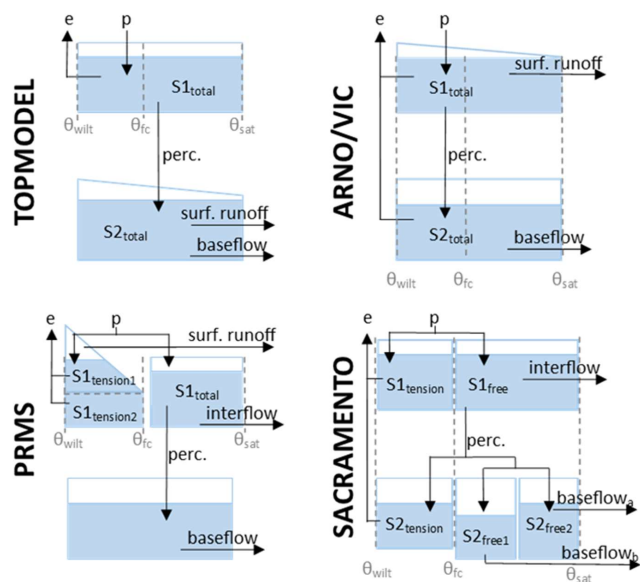 TOPMODEL
e p
S1total
θwilt θfc θsat
perc.
S2total
surf. runoff
baseflow
ARNO/VIC
e p
surf. runoff
S1total
perc.
S2total
baseflow
θwilt θfc θsat
PRMS
e p
surf. runoff
S1tension1
S1total
S1tension2
interflow
θwilt θfc θsat
perc.
baseflow
SACRAMENTO
e p
S1tension S1free
interflow
perc.
S2tension S2free1 S2free2
baseflowa
baseflowb
θwilt θfc θsat